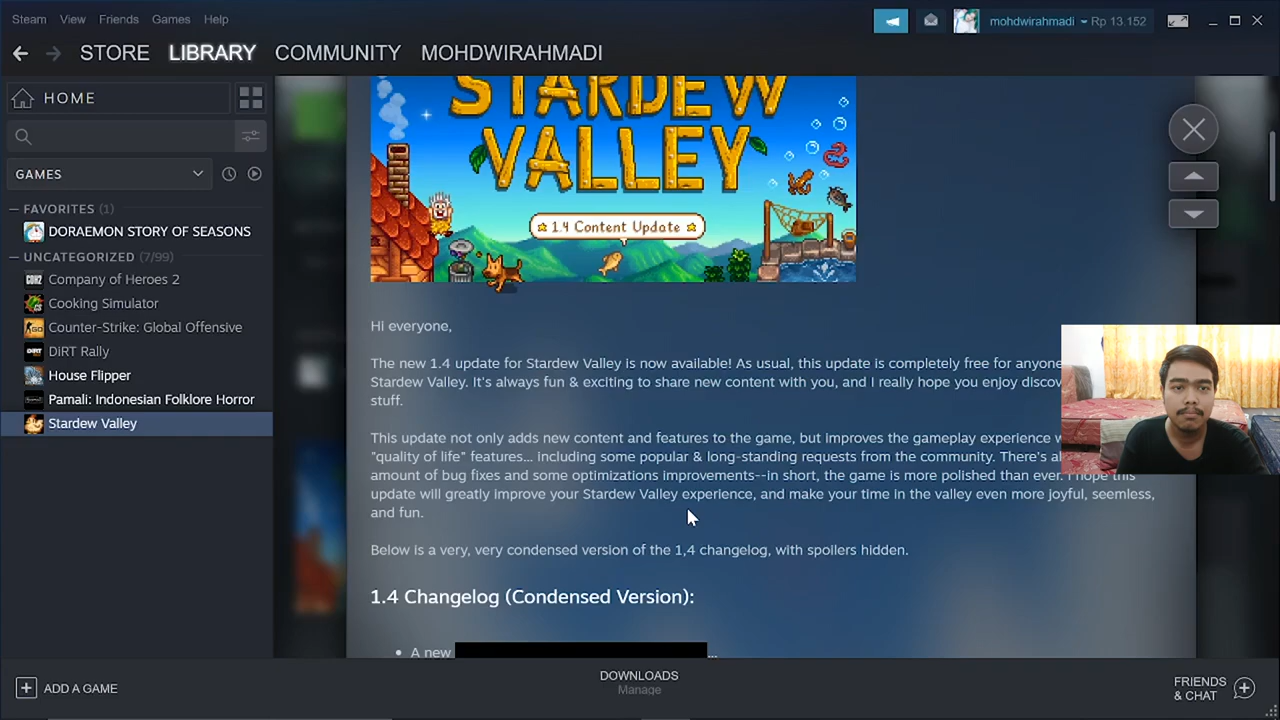 Steam View Friends Games Help
mohdwirahmadi Rp 13.152
STORE LIBRARY COMMUNITY MOHDWIRAHMADI
HOME
GAMES
FAVORITES (1)
DORAEMON STORY OF SEASONS
UNCATEGORIZED (7/99)
Company of Heroes 2
Cooking Simulator
Counter-Strike: Global Offensive
DiRT Rally
House Flipper
Pamali: Indonesian Folklore Horror
Stardew Valley
STARDEW
VALLEY
1.4 Content Update
Hi everyone,
The new 1.4 update for Stardew Valley is now available! As usual, this update is completely free for anyone
Stardew Valley. It's always fun & exciting to share new content with you, and I really hope you enjoy
stuff.
This update not only adds new content and features to the game, but improves the gameplay experience
"quality of life" features... including some popular & long-standing requests from the community. There's
amount of bug fixes and some optimizations improvements--in short, the game is more polished than ever. I hope this
update will greatly improve your Stardew Valley experience, and make your time in the valley even more joyful, seemless,
and fun.
Below is a very, very condensed version of the 1,4 changelog, with spoilers hidden.
1.4 Changelog (Condensed Version):
• A new ...
ADD A GAME
DOWNLOADS
Manage
FRIENDS
& CHAT